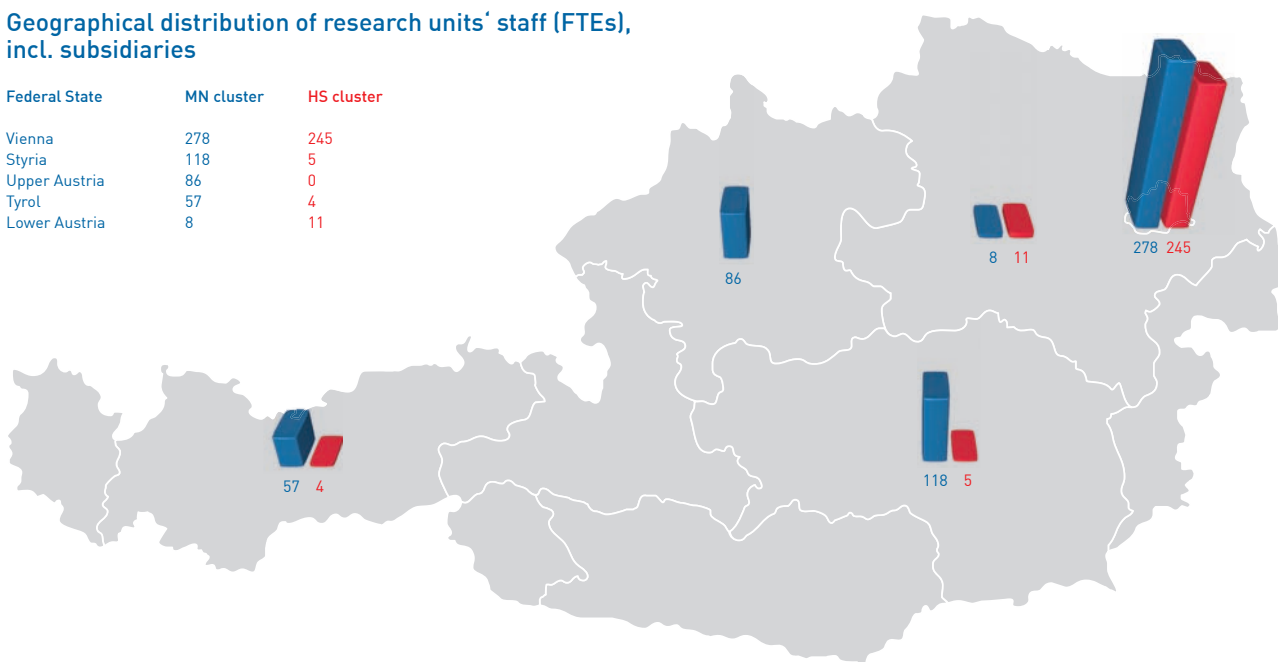 Geographical distribution of research units‘ staff (FTEs),
incl. subsidiaries
Federal State MN cluster HS cluster
Vienna 278 245
Styria 118 5
Upper Austria 86 0
Tyrol 57 4
Lower Austria 8 11
278 245
8 11
86
118 5
57 4